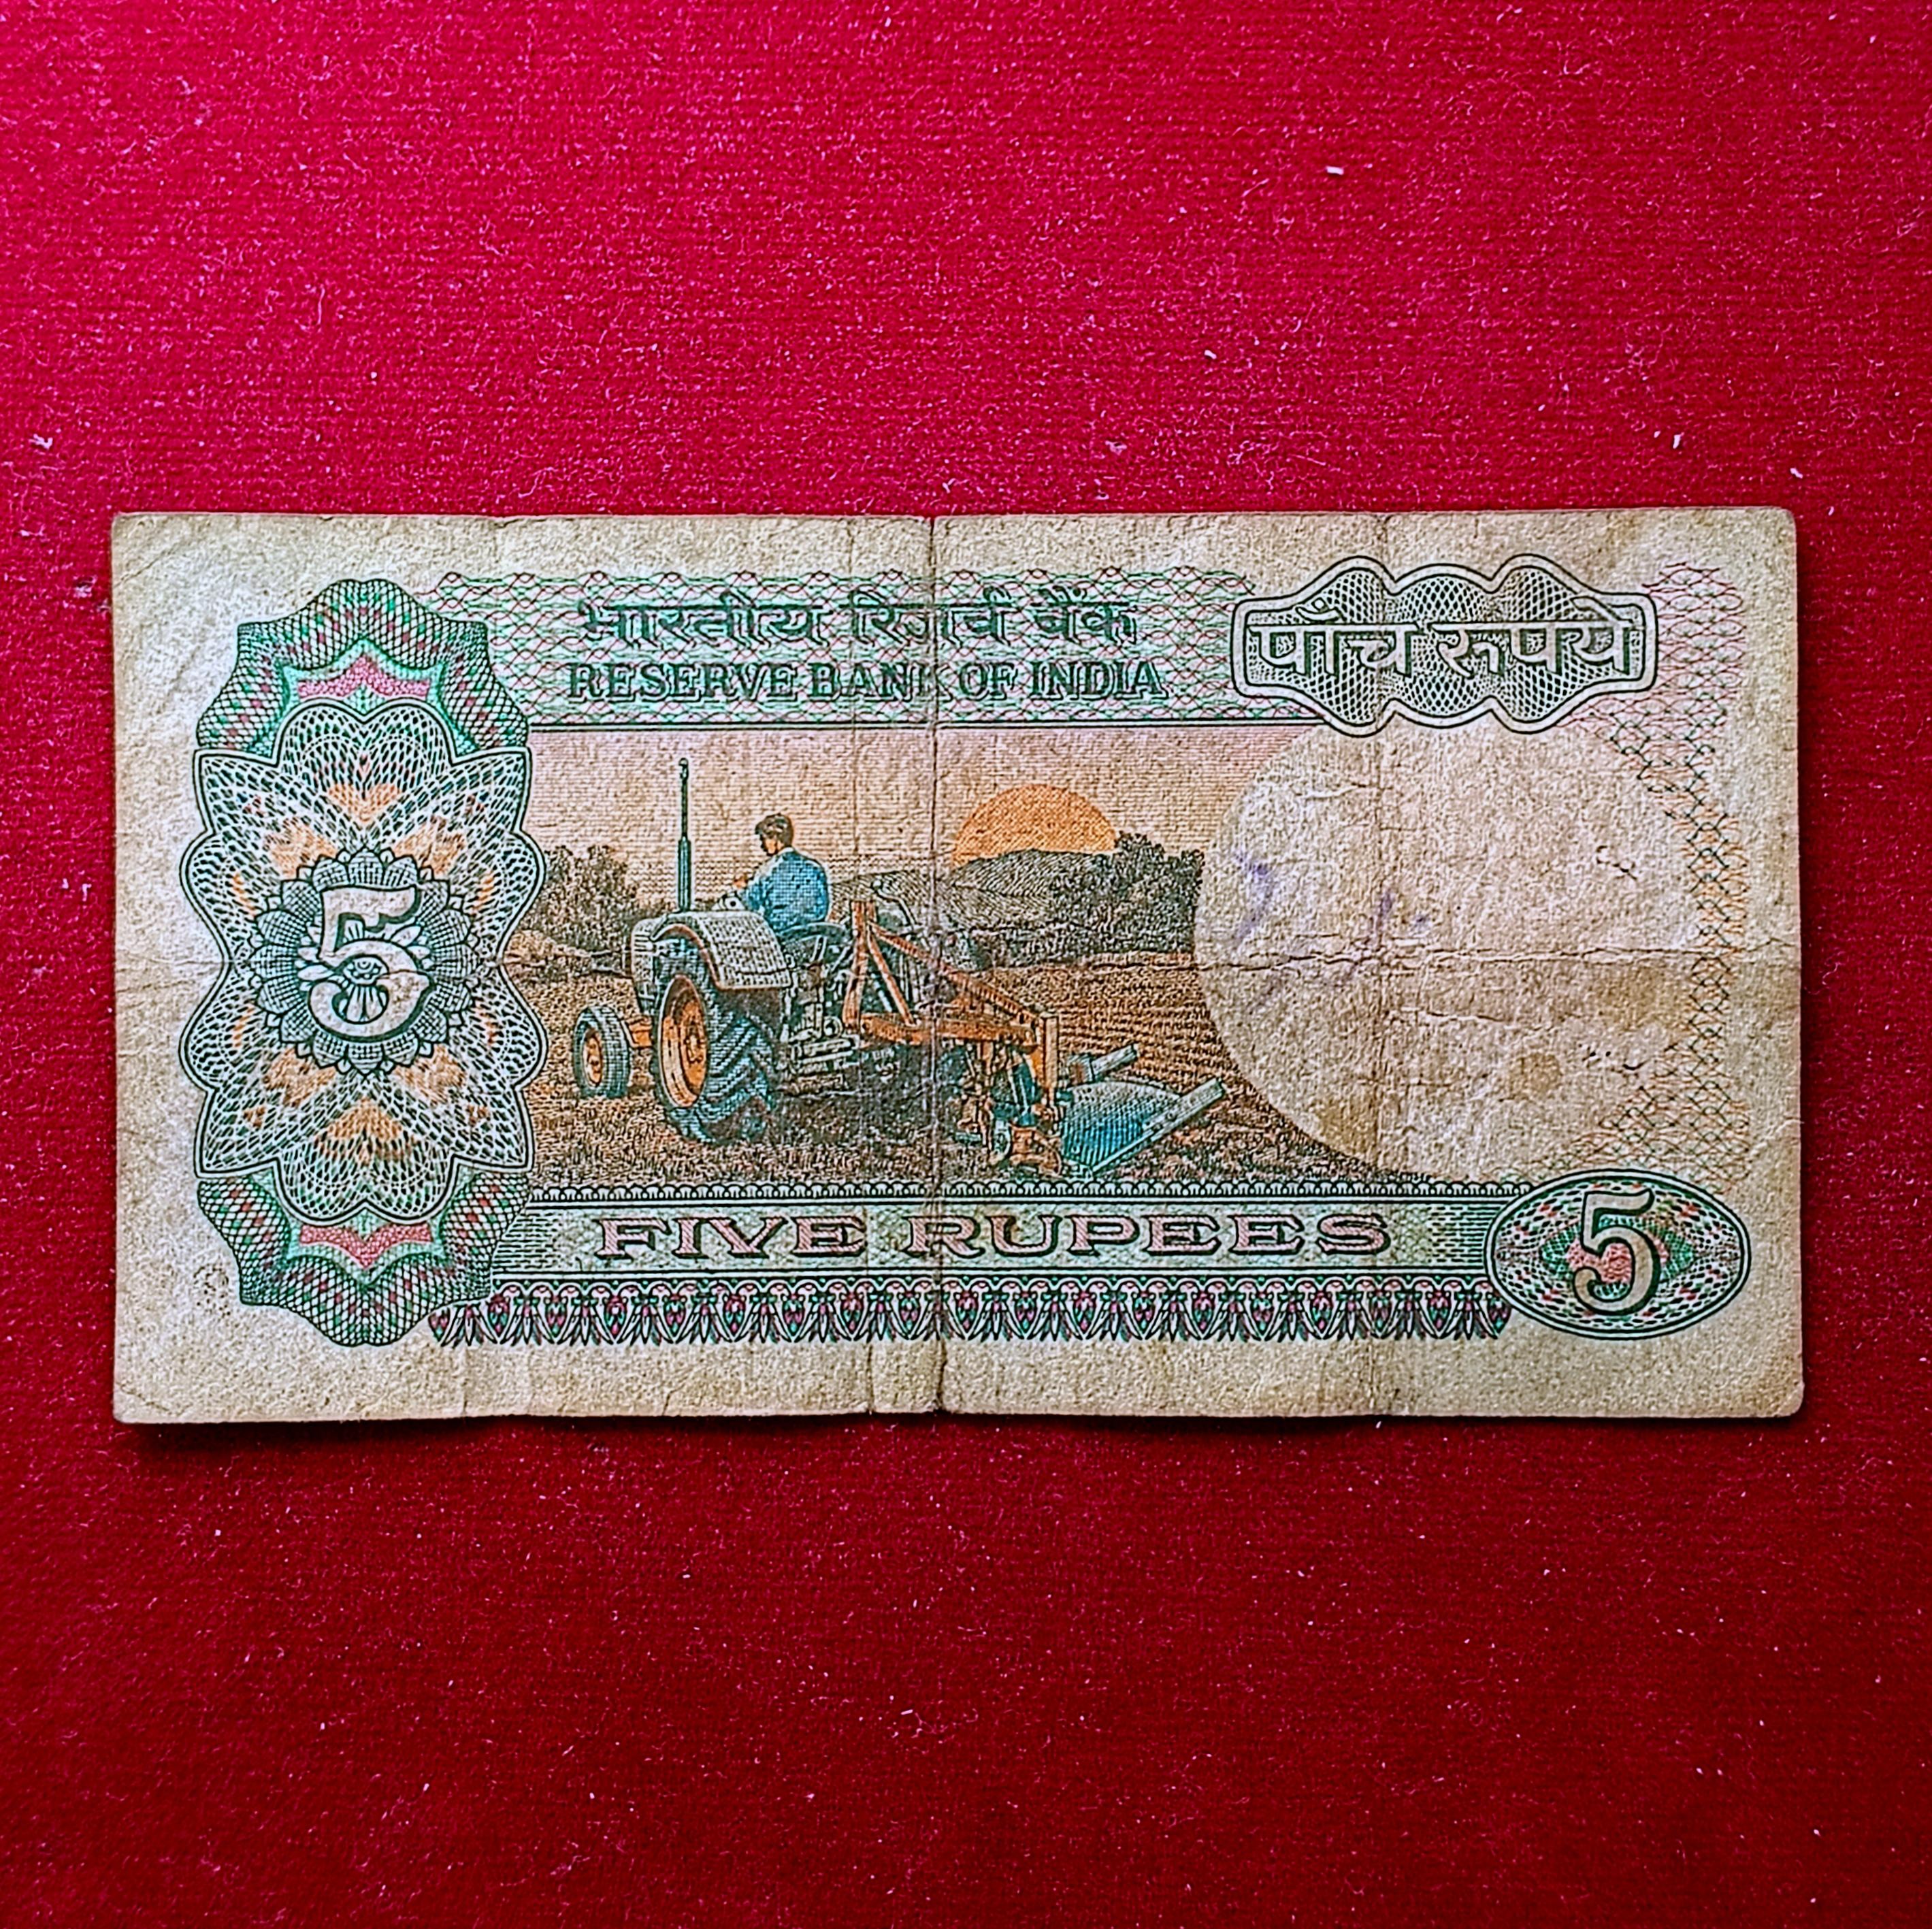 भारतीय रिज़र्व बैंक
RESERVE BANK OF INDIA
पाँच रुपये
5
FIVE RUPEES
5